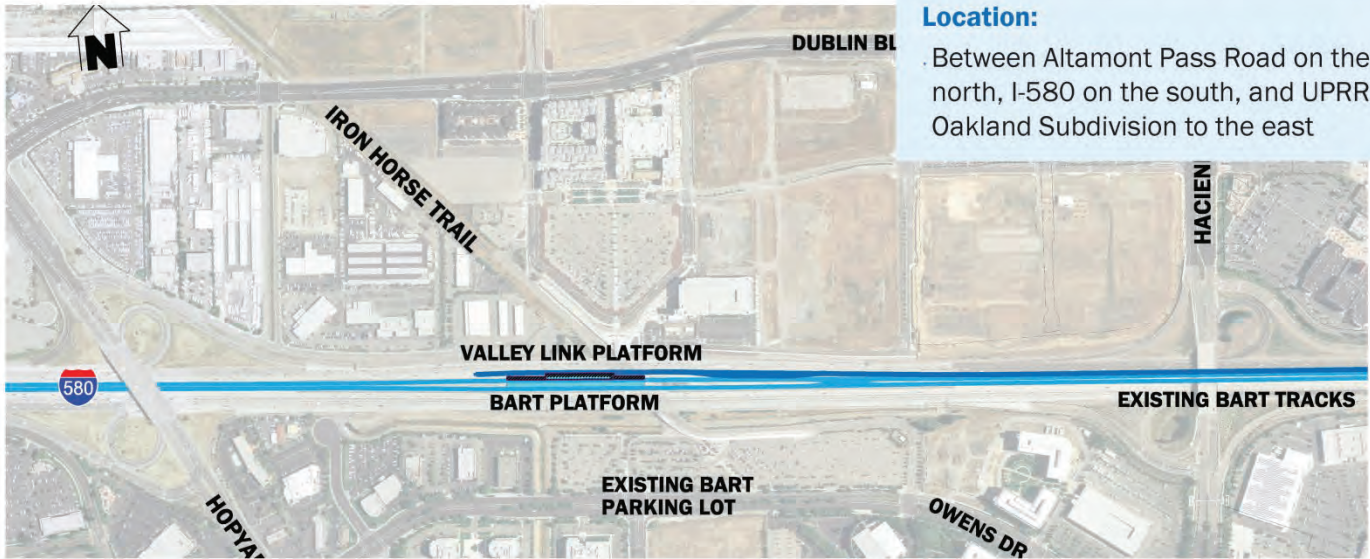 N
Location:
Between Altamont Pass Road on the
north, I-580 on the south, and UPRR
Oakland Subdivision to the east
DUBLIN BL
IRON HORSE TRAIL
HACIEN
VALLEY LINK PLATFORM
580
BART PLATFORM
EXISTING BART TRACKS
EXISTING BART
PARKING LOT
HOPYA
OWENS DR